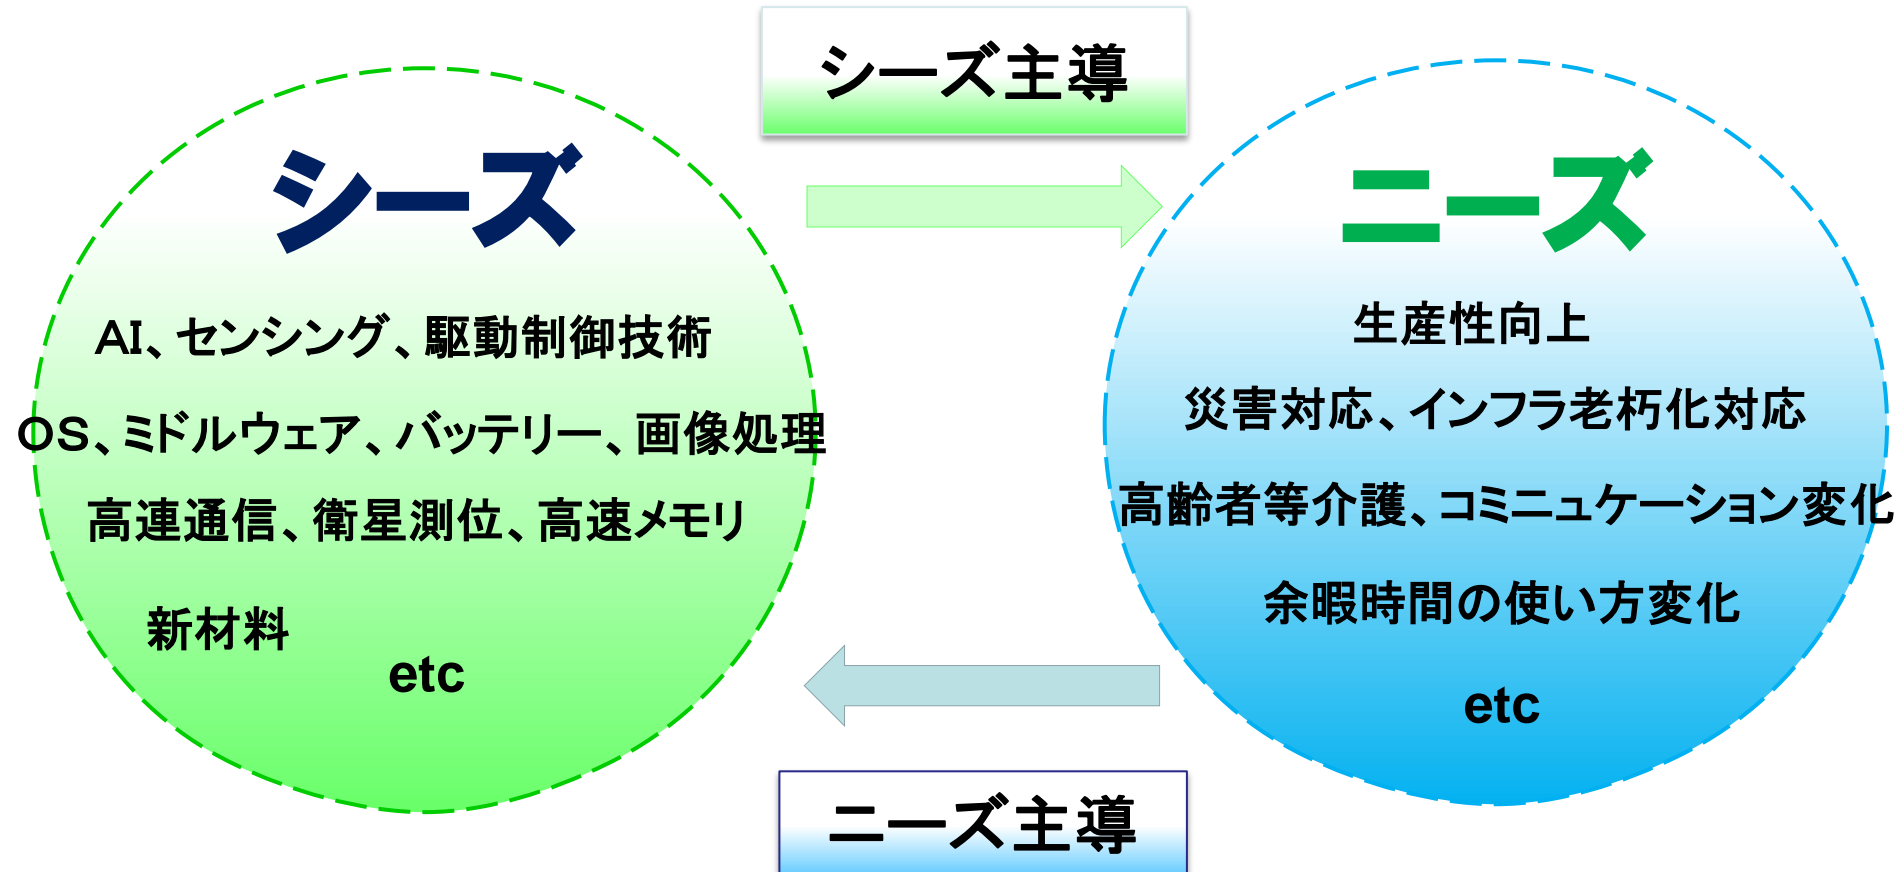 シーズ主導
シーズ
AI、センシング、駆動制御技術
OS、ミドルウェア、バッテリー、画像処理
高連通信、衛星測位、高速メモリ
新材料
etc
ニーズ
生産性向上
災害対応、インフラ老朽化対応
高齢者等介護、コミニュケーション変化
余暇時間の使い方変化
etc
ニーズ主導